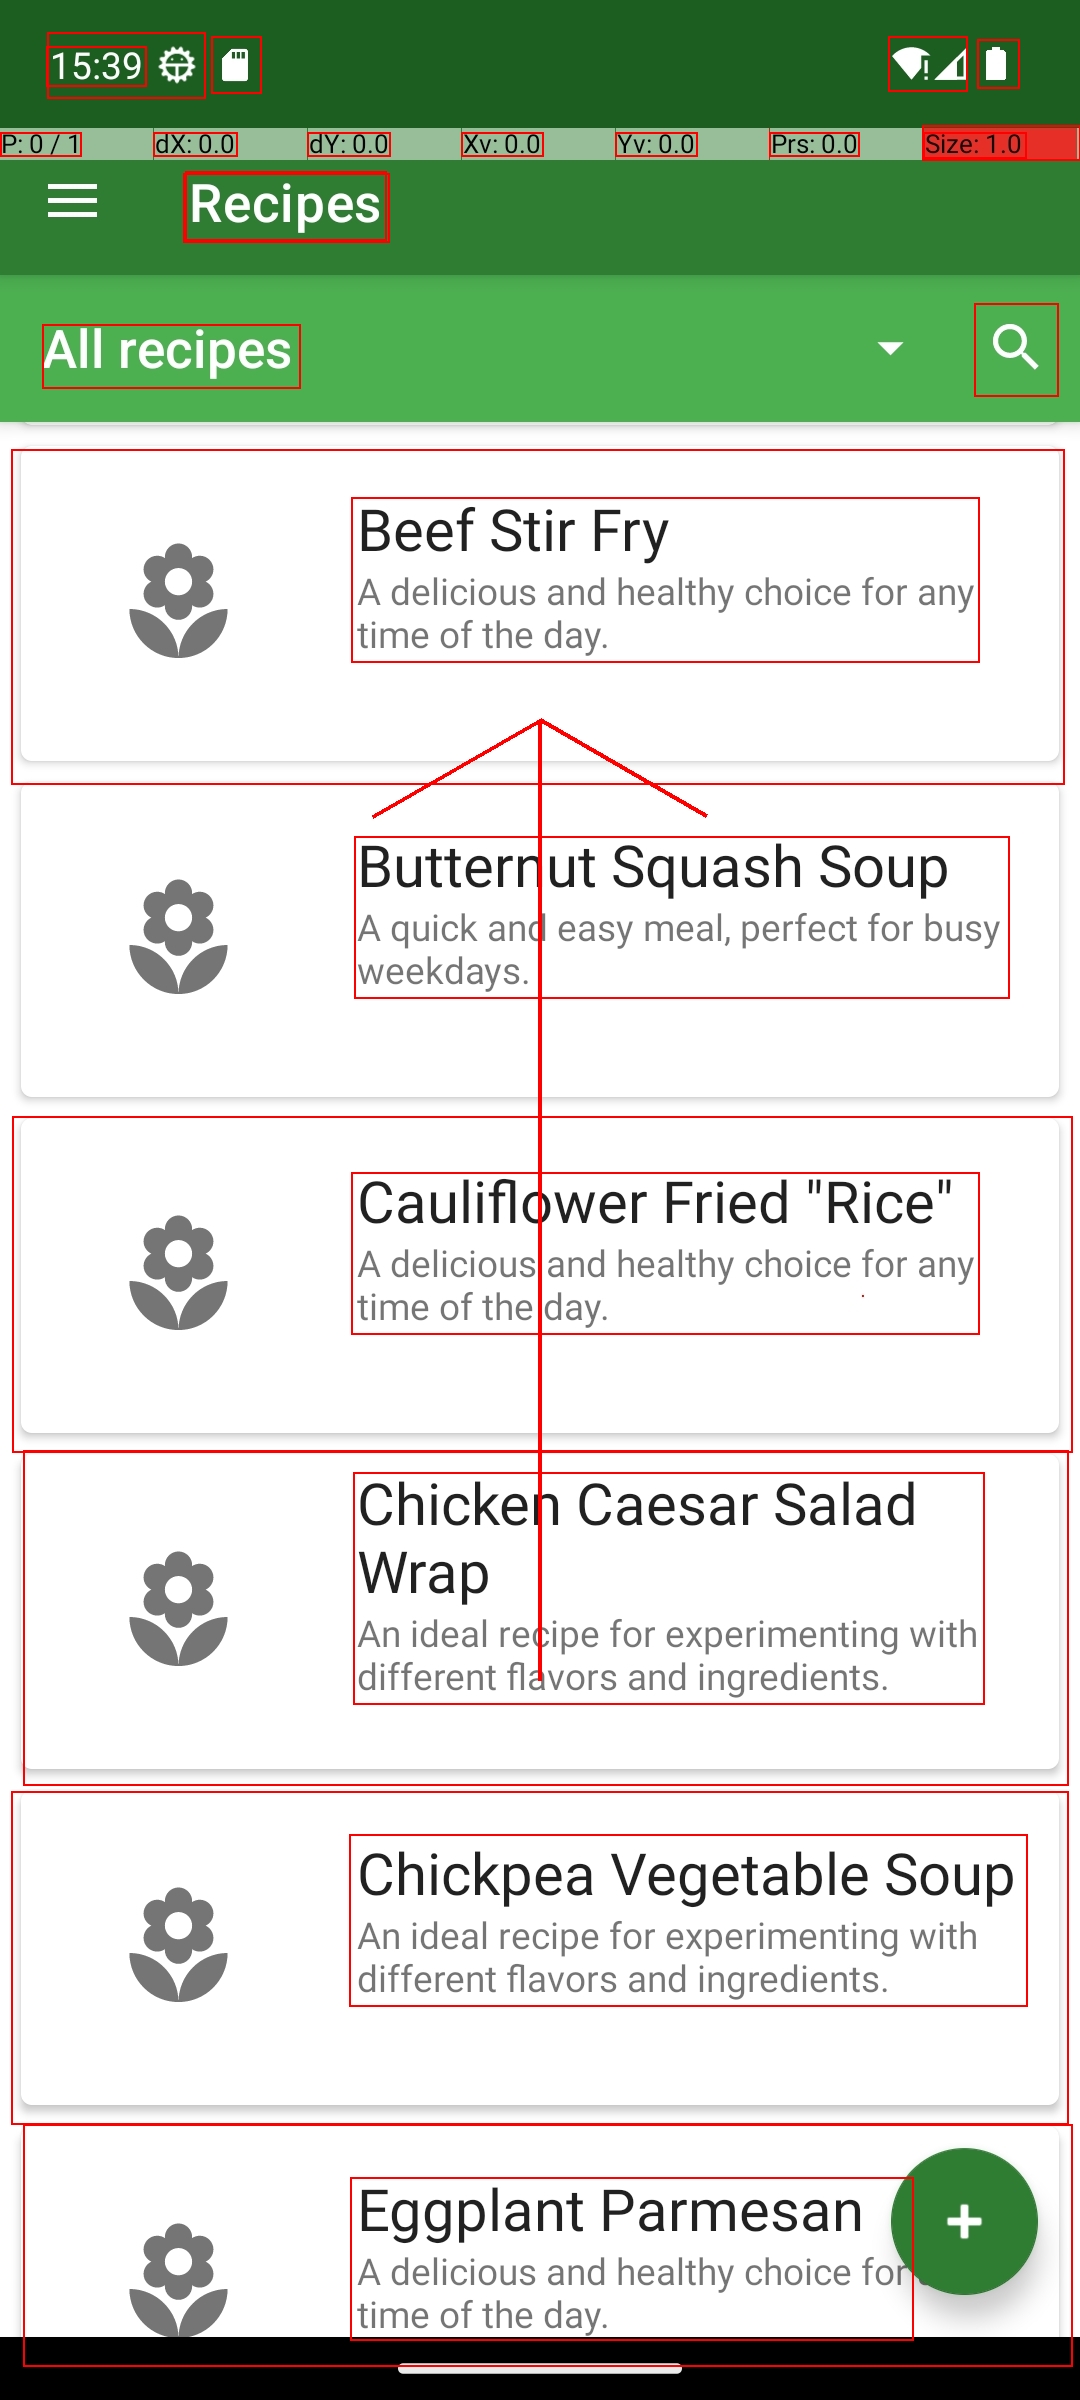 15:39
P: 0 / 1 dX: 0.0 dY: 0.0 Xv: 0.0 Yv: 0.0 Prs: 0.0 Size: 1.0
Recipes
All recipes
Beef Stir Fry
A delicious and healthy choice for any
time of the day.
Butternut Squash Soup
A quick and easy meal, perfect for busy
weekdays.
Cauliflower Fried "Rice"
A delicious and healthy choice for any
time of the day.
Chicken Caesar Salad
Wrap
An ideal recipe for experimenting with
different flavors and ingredients.
Chickpea Vegetable Soup
An ideal recipe for experimenting with
different flavors and ingredients.
Eggplant Parmesan
A delicious and healthy choice for
time of the day.